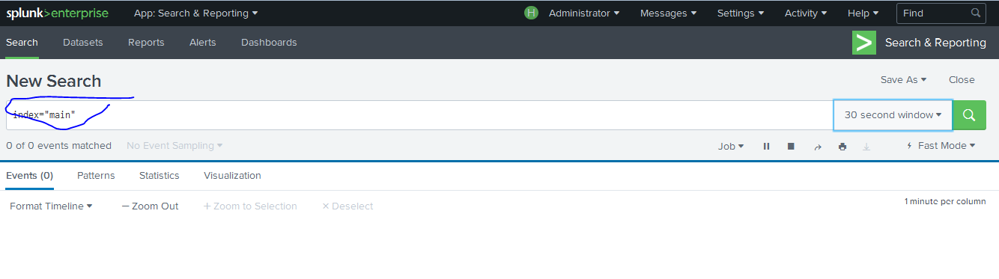 splunk>enterprise App: Search & Reporting H Administrator Messages Settings Activity Help Find
Search Datasets Reports Alerts Dashboards Search & Reporting
New Search Save As Close
index="main" 30 second window
0 of 0 events matched No Event Sampling Job Fast Mode
Events (0) Patterns Statistics Visualization
Format Timeline — Zoom Out + Zoom to Selection × Deselect 1 minute per column